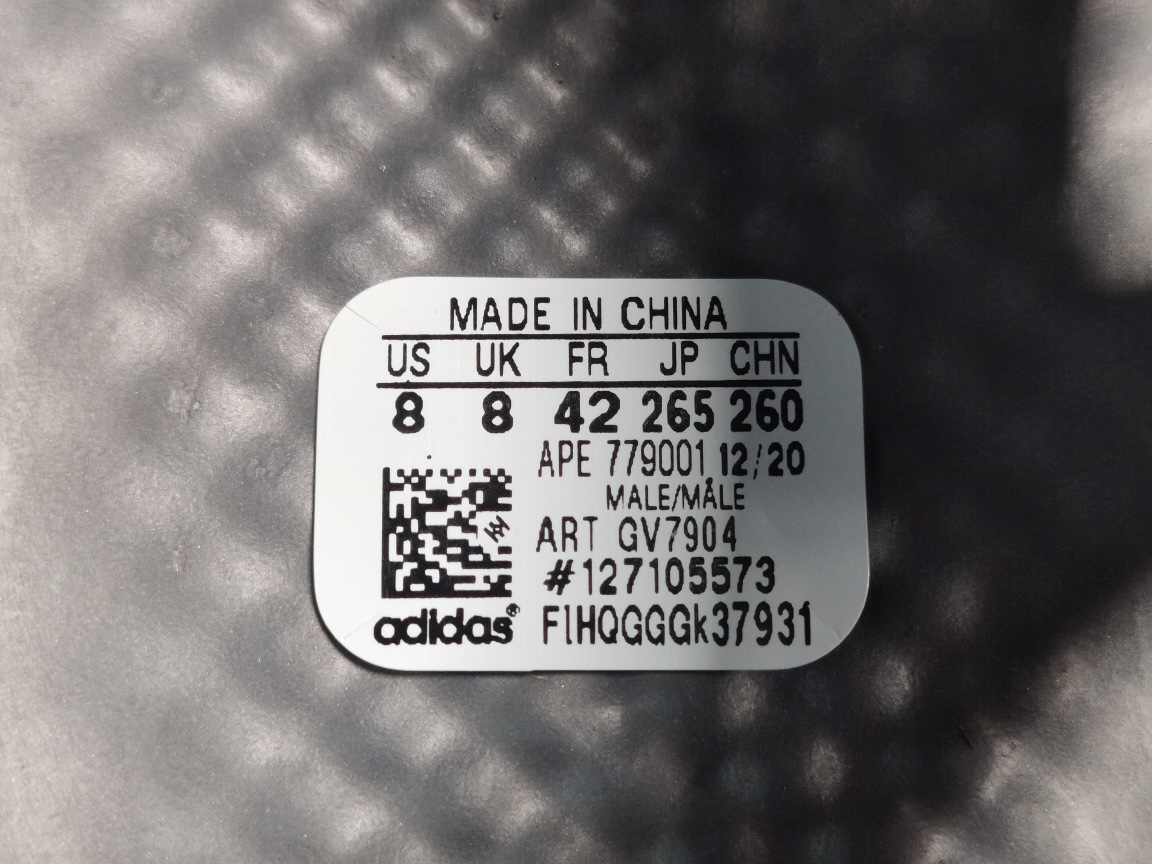 MADE IN CHINA
US UK FR JP CHN
8 8 42 265 260
APE 779001 12/20
MALE/MÂLE
ART GV7904
#127105573
adidas® FlHQGGGk37931